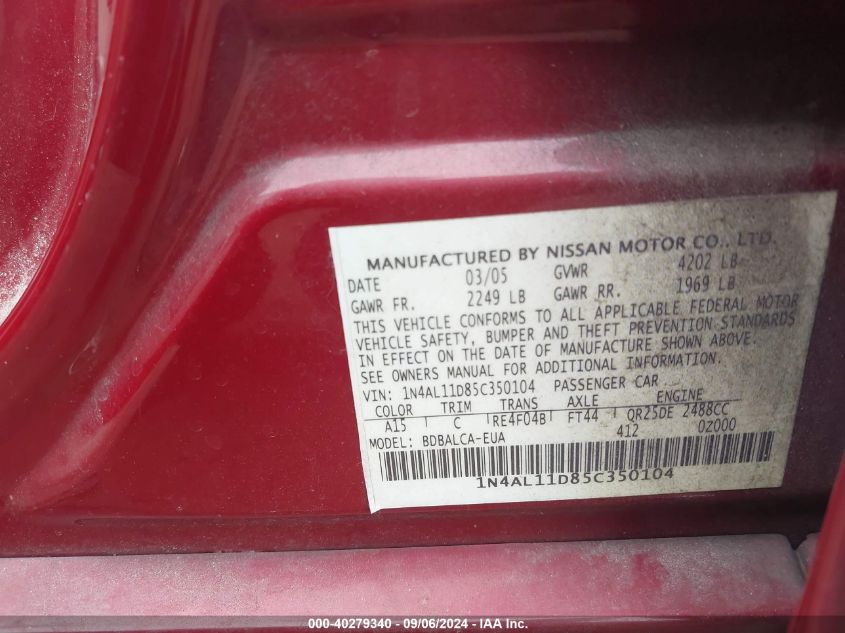 MANUFACTURED BY NISSAN MOTOR CO., LTD.
DATE 03/05 GVWR 4202 LB
GAWR FR. 2249 LB GAWR RR. 1969 LB
THIS VEHICLE CONFORMS TO ALL APPLICABLE FEDERAL MOTOR
VEHICLE SAFETY, BUMPER AND THEFT PREVENTION STANDARDS
IN EFFECT ON THE DATE OF MANUFACTURE SHOWN ABOVE.
SEE OWNERS MANUAL FOR ADDITIONAL INFORMATION.
VIN: 1N4AL11D85C350104 PASSENGER CAR
COLOR TRIM TRANS AXLE ENGINE
A15 C RE4F04B FT44 QR25DE 2488CC
MODEL: BDBALCA-EUA 412 0Z000
1N4AL11D85C350104
000-40279340 - 09/06/2024 - IAA Inc.